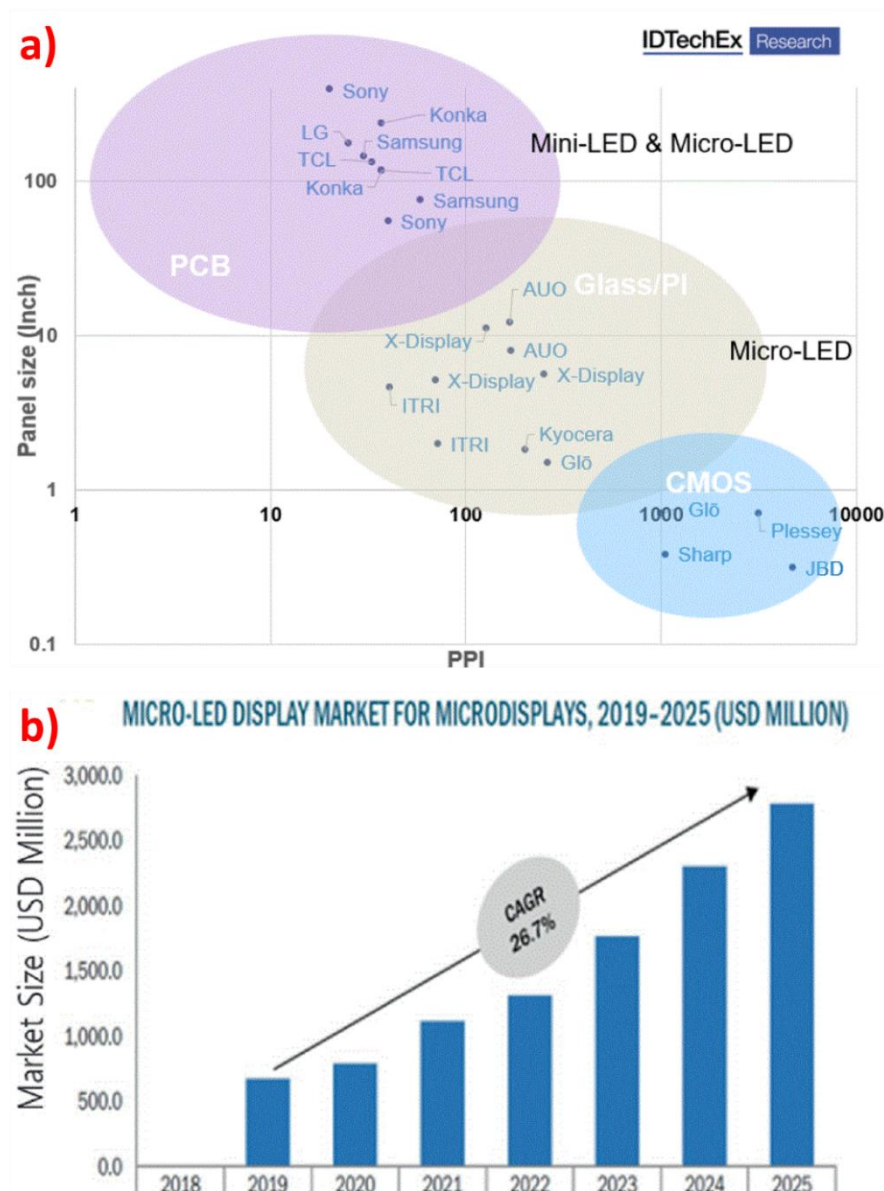 a)
IDTechEx Research
Sony
Konka
LG
Samsung
Mini-LED & Micro-LED
TCL
TCL
Konka
Samsung
100
Sony
PCB
AUO
Glass/PI
10
X-Display
AUO
Micro-LED
X-Display
X-Display
ITRI
Kyocera
ITRI
Glō
CMOS
1
1
10
100
1000
Glō
10000
Plessey
Sharp
JBD
0.1
Panel size (Inch)
PPI
b)
MICRO-LED DISPLAY MARKET FOR MICRODISPLAYS, 2019–2025 (USD MILLION)
Market Size (USD Million)
3,000.0
2,500.0
2,000.0
1,500.0
1,000.0
500.0
0.0
CAGR
26.7%
2018 2019 2020 2021 2022 2023 2024 2025